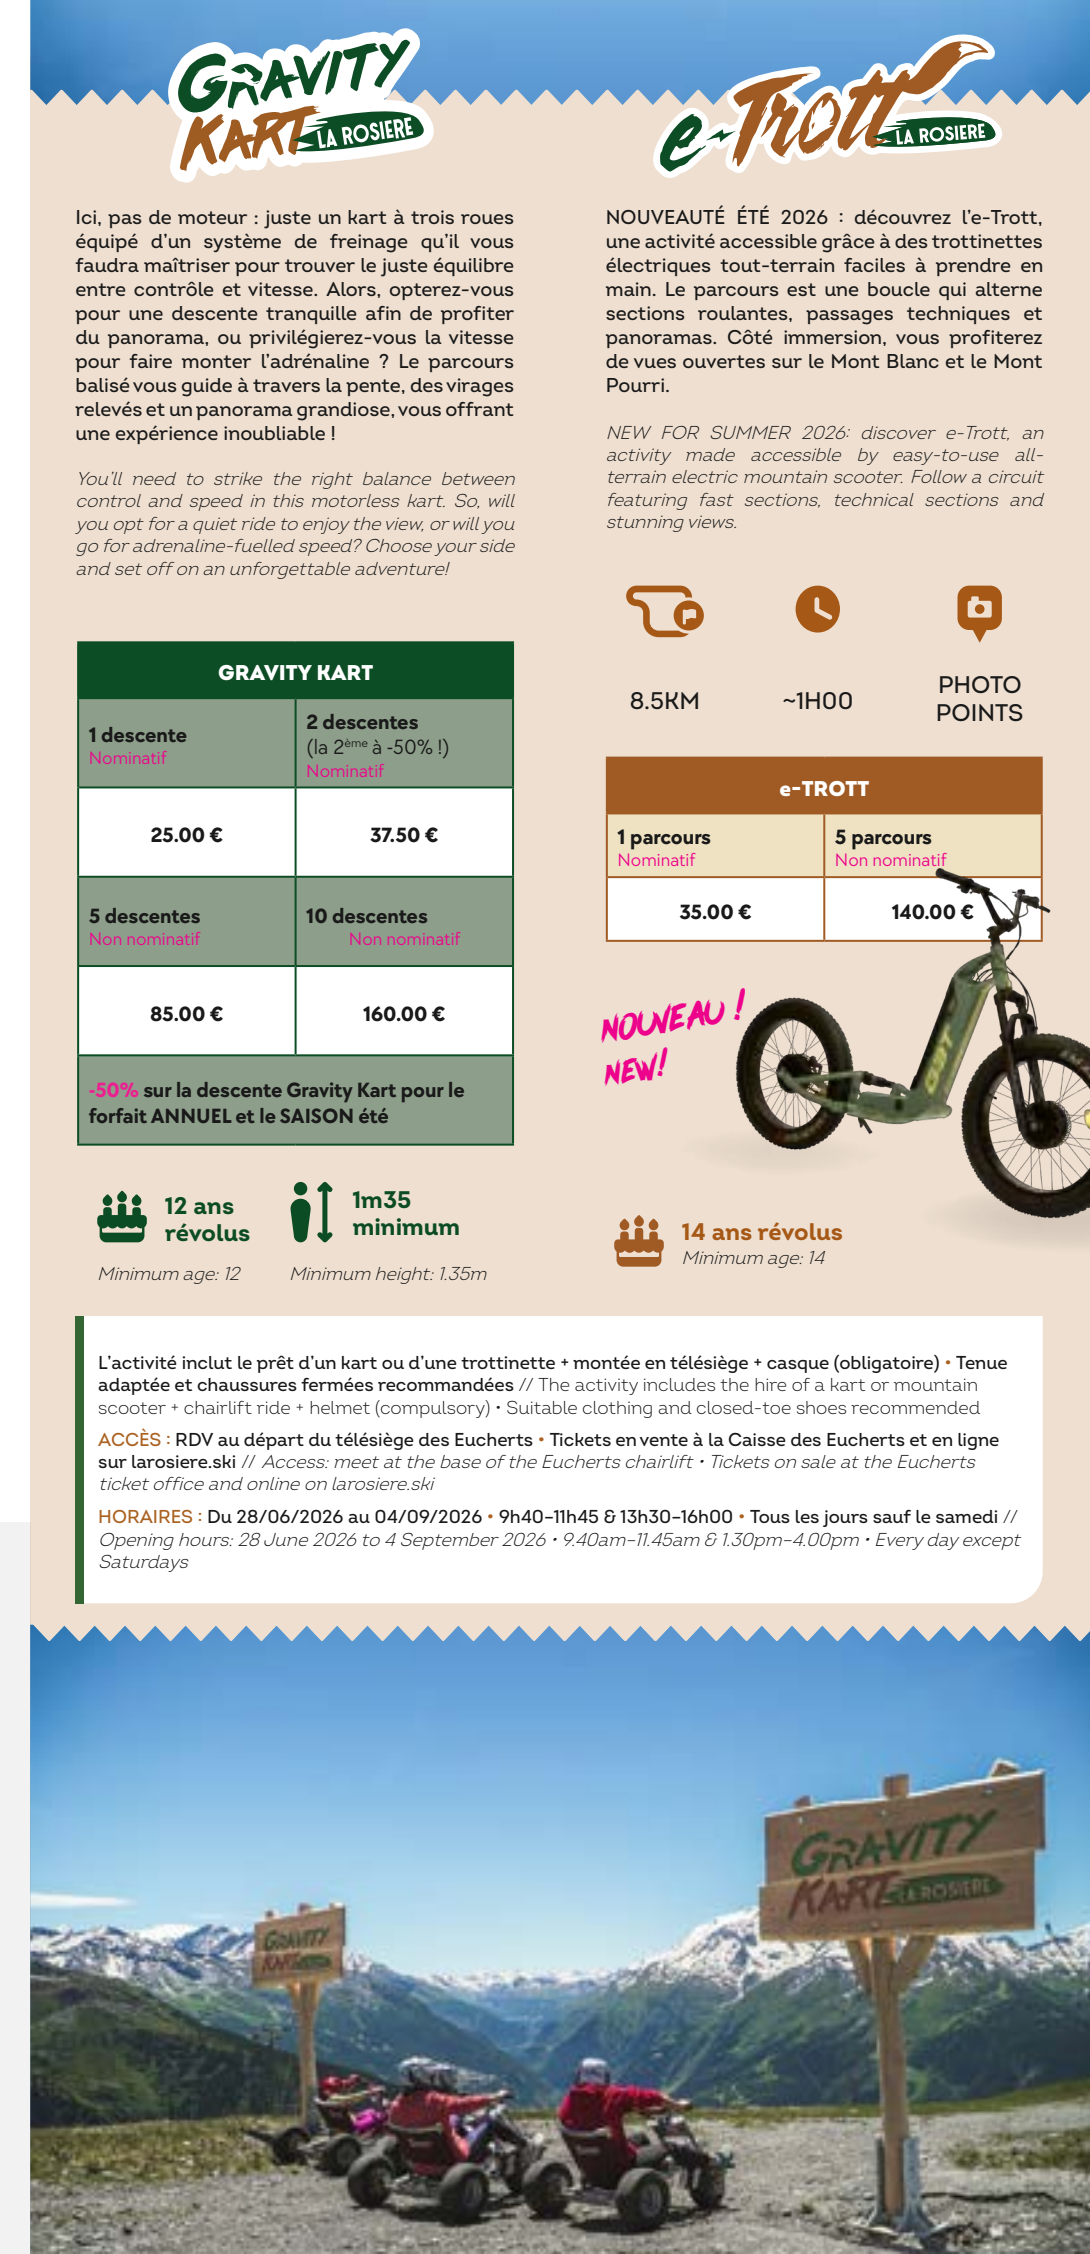 GRAVITY
KART LA ROSIERE
e-Trott
LA ROSIERE
Ici, pas de moteur : juste un kart à trois roues
équipé d'un système de freinage qu'il vous
faudra maîtriser pour trouver le juste équilibre
entre contrôle et vitesse. Alors, opterez-vous
pour une descente tranquille afin de profiter
du panorama, ou privilégierez-vous la vitesse
pour faire monter l'adrénaline ? Le parcours
balisé vous guide à travers la pente, des virages
relevés et un panorama grandiose, vous offrant
une expérience inoubliable !
You'll need to strike the right balance between
control and speed in this motorless kart. So, will
you opt for a quiet ride to enjoy the view, or will you
go for adrenaline-fuelled speed? Choose your side
and set off on an unforgettable adventure!
GRAVITY KART
1 descente
Nominatif
2 descentes
(la 2ème à -50% !)
Nominatif
25.00 €
37.50 €
5 descentes
Non nominatif
10 descentes
Non nominatif
85.00 €
160.00 €
-50% sur la descente Gravity Kart pour le
forfait ANNUEL et le SAISON été
12 ans
révolus
Minimum age: 12
1m35
minimum
Minimum height: 1.35m
NOUVEAUTÉ ÉTÉ 2026 : découvrez l'e-Trott,
une activité accessible grâce à des trottinettes
électriques tout-terrain faciles à prendre en
main. Le parcours est une boucle qui alterne
sections roulantes, passages techniques et
panoramas. Côté immersion, vous profiterez
de vues ouvertes sur le Mont Blanc et le Mont
Pourri.
NEW FOR SUMMER 2026: discover e-Trott, an
activity made accessible by easy-to-use all-
terrain electric mountain scooter. Follow a circuit
featuring fast sections, technical sections and
stunning views.
8.5KM
~1H00
PHOTO
POINTS
e-TROTT
1 parcours
Nominatif
5 parcours
Non nominatif
35.00 €
140.00 €
NOUVEAU !
NEW!
14 ans révolus
Minimum age: 14
L'activité inclut le prêt d'un kart ou d'une trottinette + montée en télésiège + casque (obligatoire) • Tenue
adaptée et chaussures fermées recommandées // The activity includes the hire of a kart or mountain
scooter + chairlift ride + helmet (compulsory) • Suitable clothing and closed-toe shoes recommended
ACCÈS : RDV au départ du télésiège des Eucherts • Tickets en vente à la Caisse des Eucherts et en ligne
sur larosiere.ski // Access: meet at the base of the Eucherts chairlift • Tickets on sale at the Eucherts
ticket office and online on larosiere.ski
HORAIRES : Du 28/06/2026 au 04/09/2026 • 9h40-11h45 & 13h30-16h00 • Tous les jours sauf le samedi //
Opening hours: 28 June 2026 to 4 September 2026 • 9.40am-11.45am & 1.30pm-4.00pm • Every day except
Saturdays
GRAVITY
KART LA ROSIERE
GRAVITY
KART